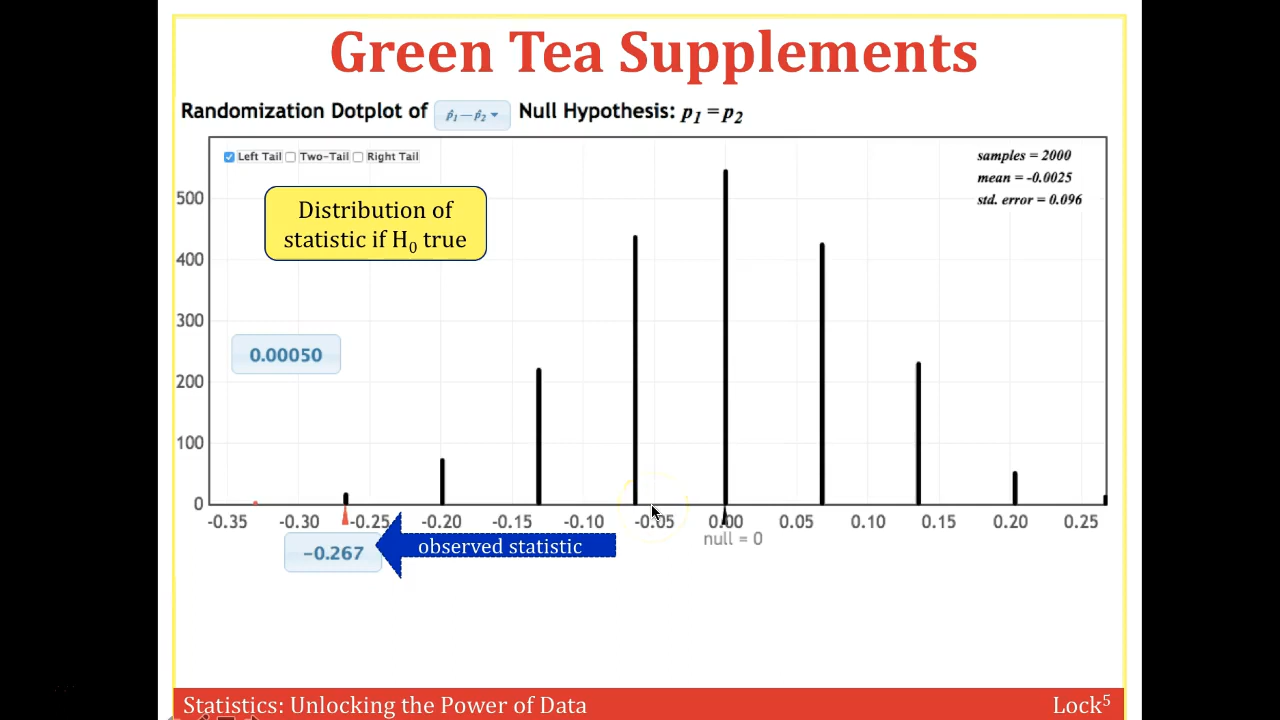 Green Tea Supplements
Randomization Dotplot of p̂₁−p̂₂ Null Hypothesis: p₁ = p₂
Left Tail Two-Tail Right Tail
samples = 2000
mean = -0.0025
std. error = 0.096
Distribution of
statistic if H₀ true
500
400
300
0.00050
200
100
0
-0.35 -0.30 -0.25 -0.20 -0.15 -0.10 -0.05 0.00 0.05 0.10 0.15 0.20 0.25
null = 0
−0.267
observed statistic
Statistics: Unlocking the Power of Data Lock⁵